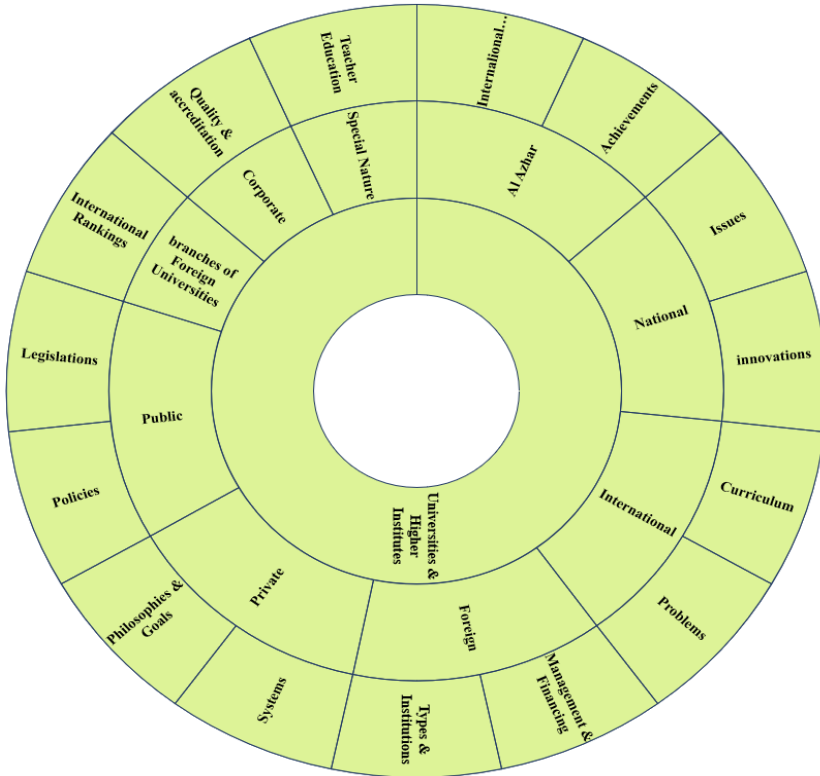 Universities &
Higher
Institutes
Al Azhar
National
International
Foreign
Private
Public
branches of
Foreign
Universities
Corporate
Special Nature
Internalional...
Achievements
Issues
innovations
Curriculum
Problems
Management &
Financing
Types &
Institutions
Systems
Philosophies &
Goals
Policies
Legislations
International
Rankings
Quality &
accreditation
Teacher
Education